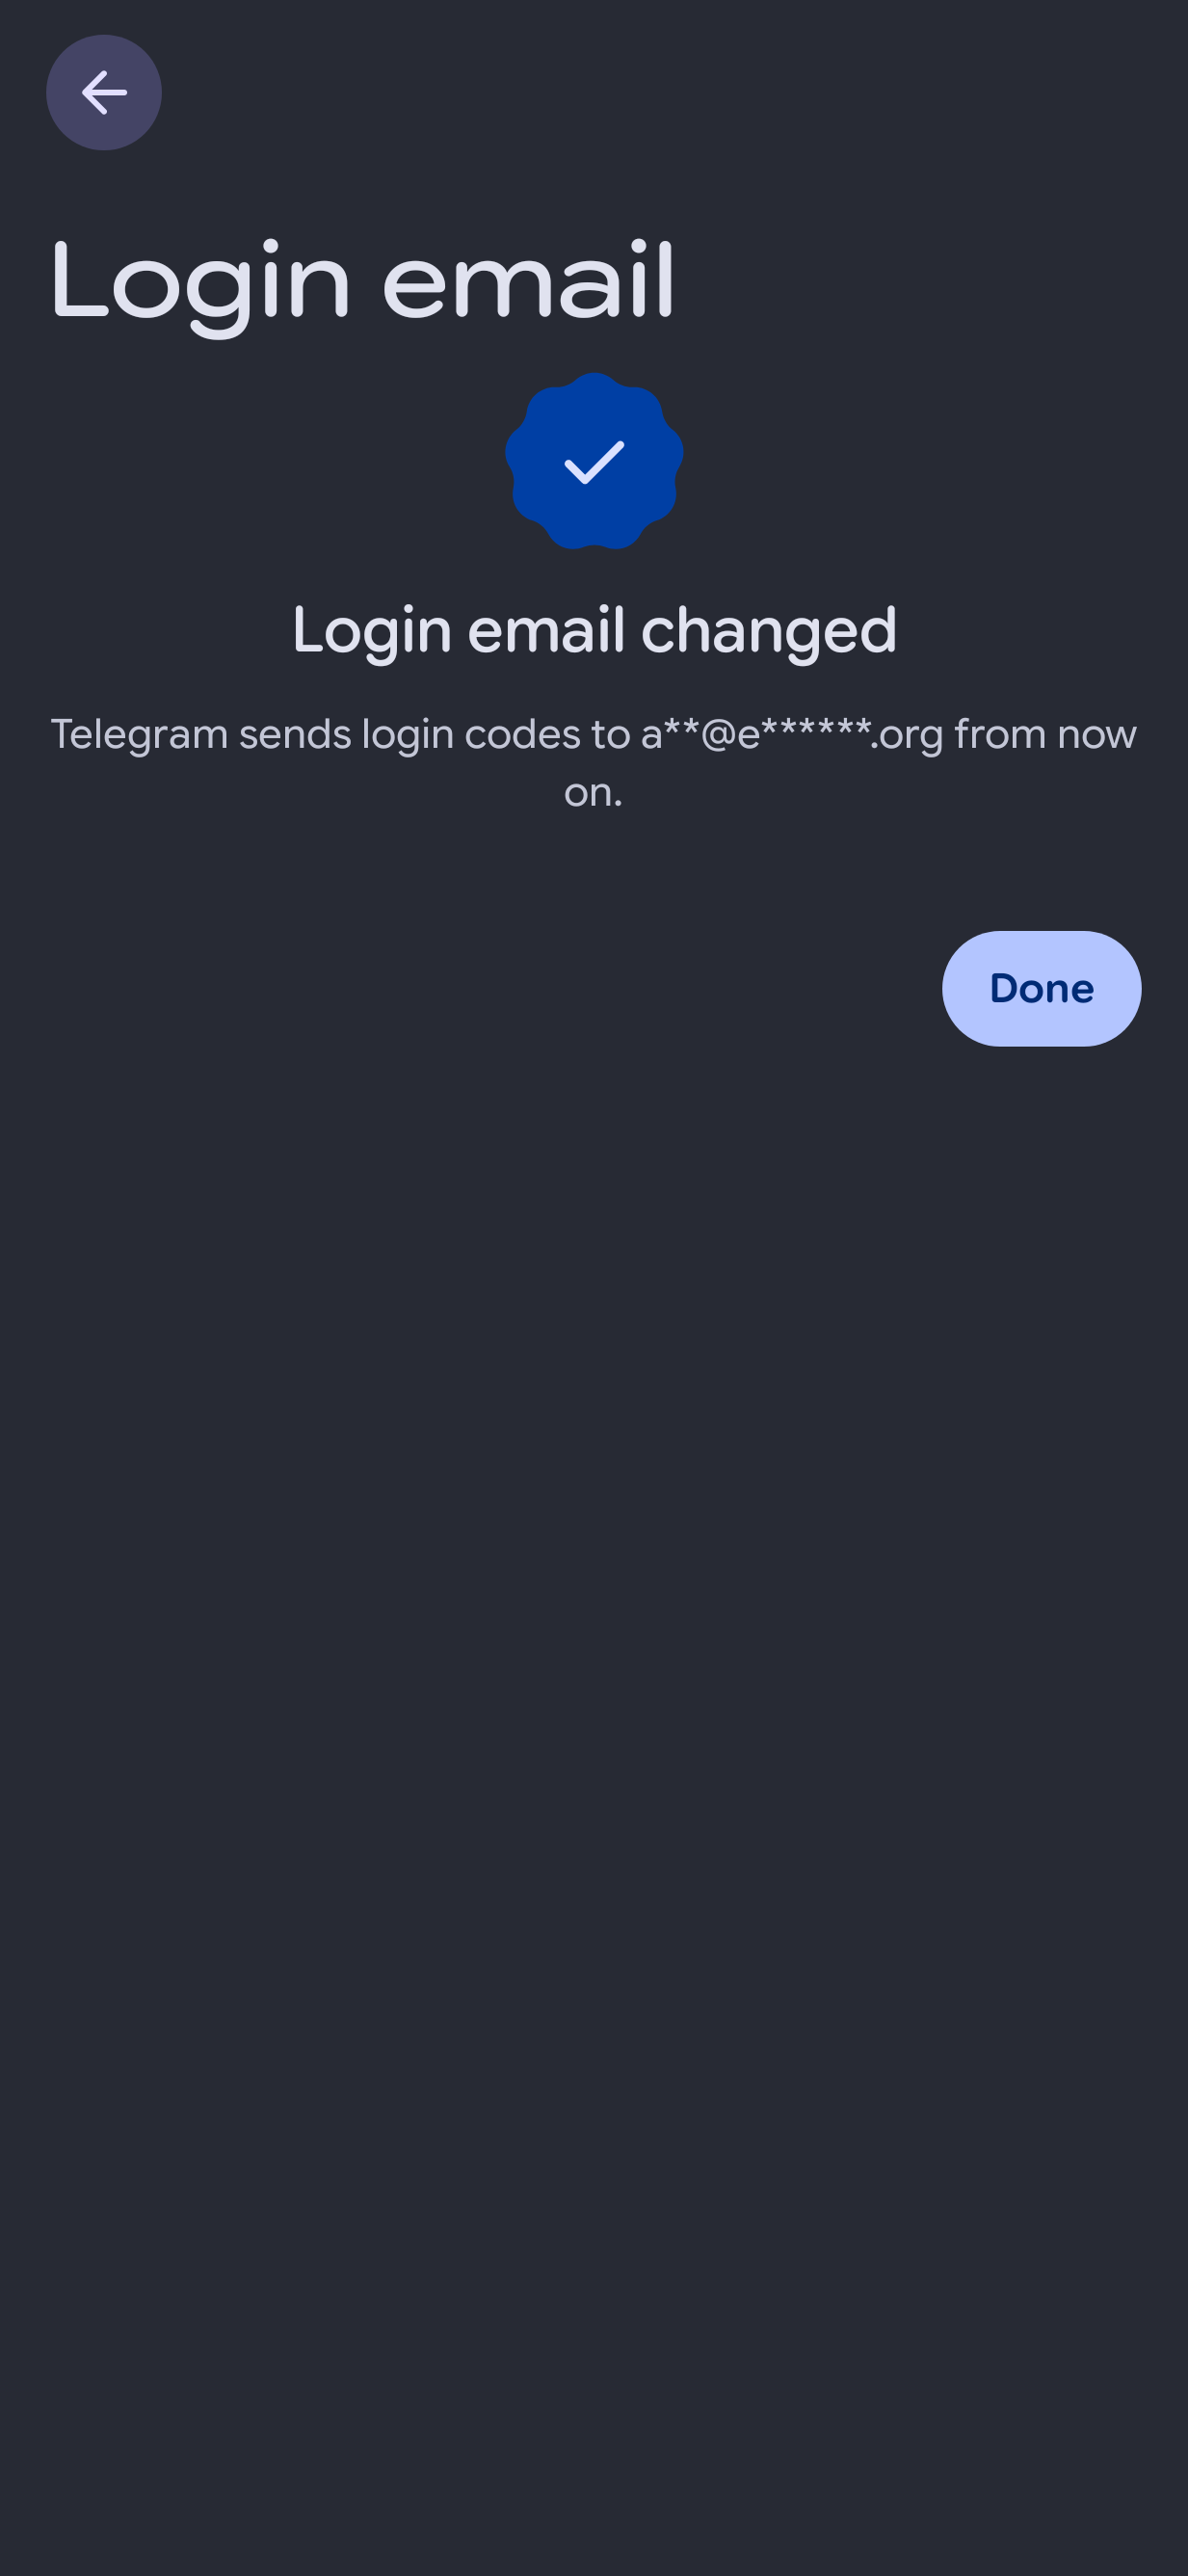 Login email
Login email changed
Telegram sends login codes to a**@e******.org from now
on.
Done